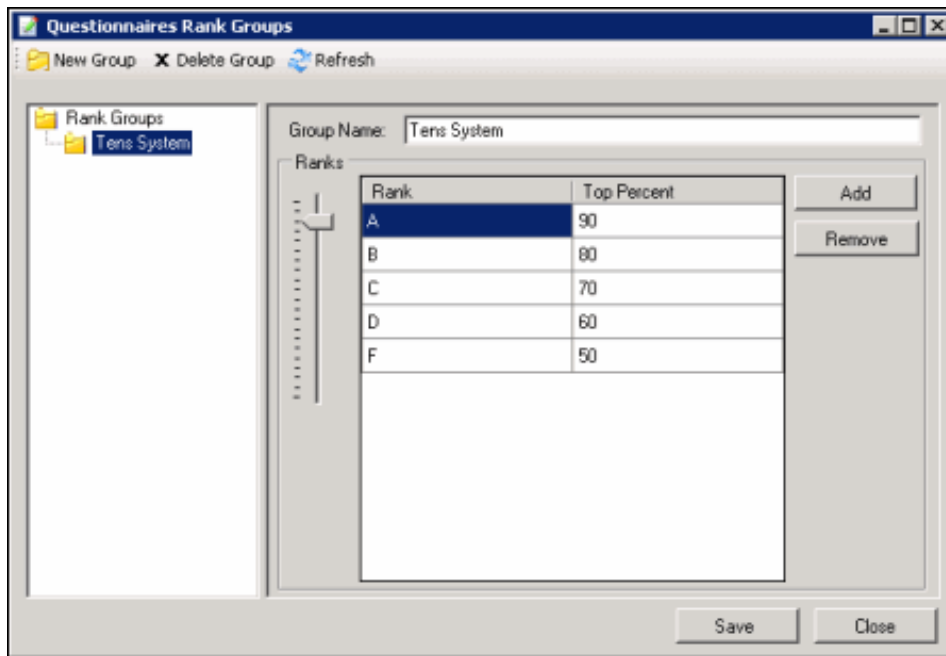 Questionnaires Rank Groups
New Group Delete Group Refresh
Rank Groups
Tens System
Group Name: Tens System
Ranks
Rank Top Percent
A 90
B 80
C 70
D 60
F 50
Add
Remove
Save Close